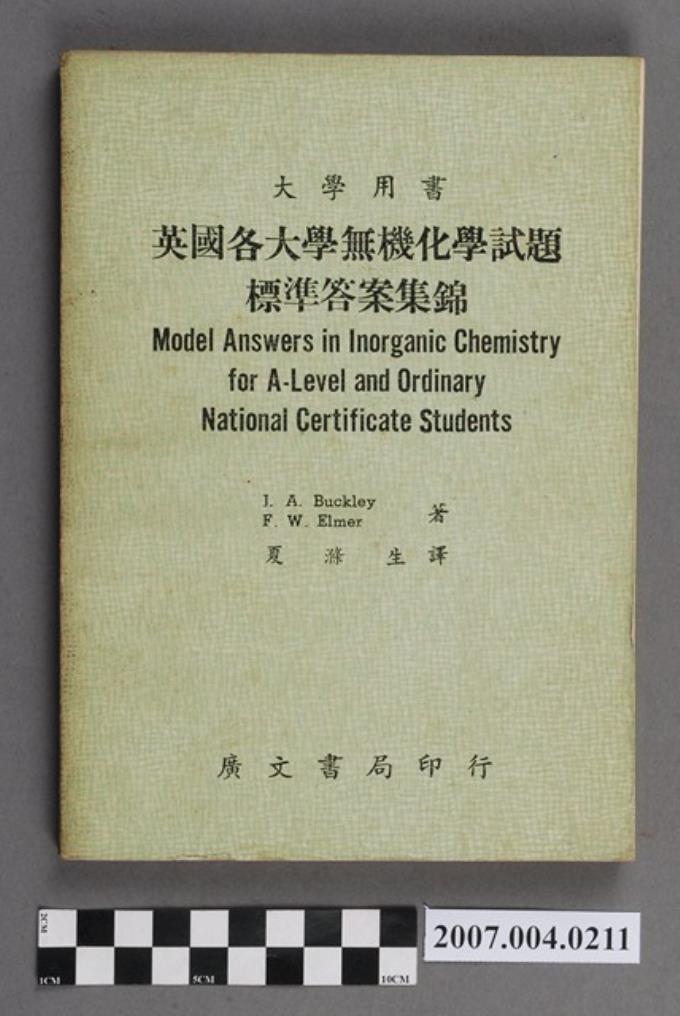 大學用書
英國各大學無機化學試題
標準答案集錦
Model Answers in Inorganic Chemistry
for A-Level and Ordinary
National Certificate Students
J. A. Buckley
F. W. Elmer 著
夏滌生譯
廣文書局印行
2CM
1CM 5CM 10CM
2007.004.0211